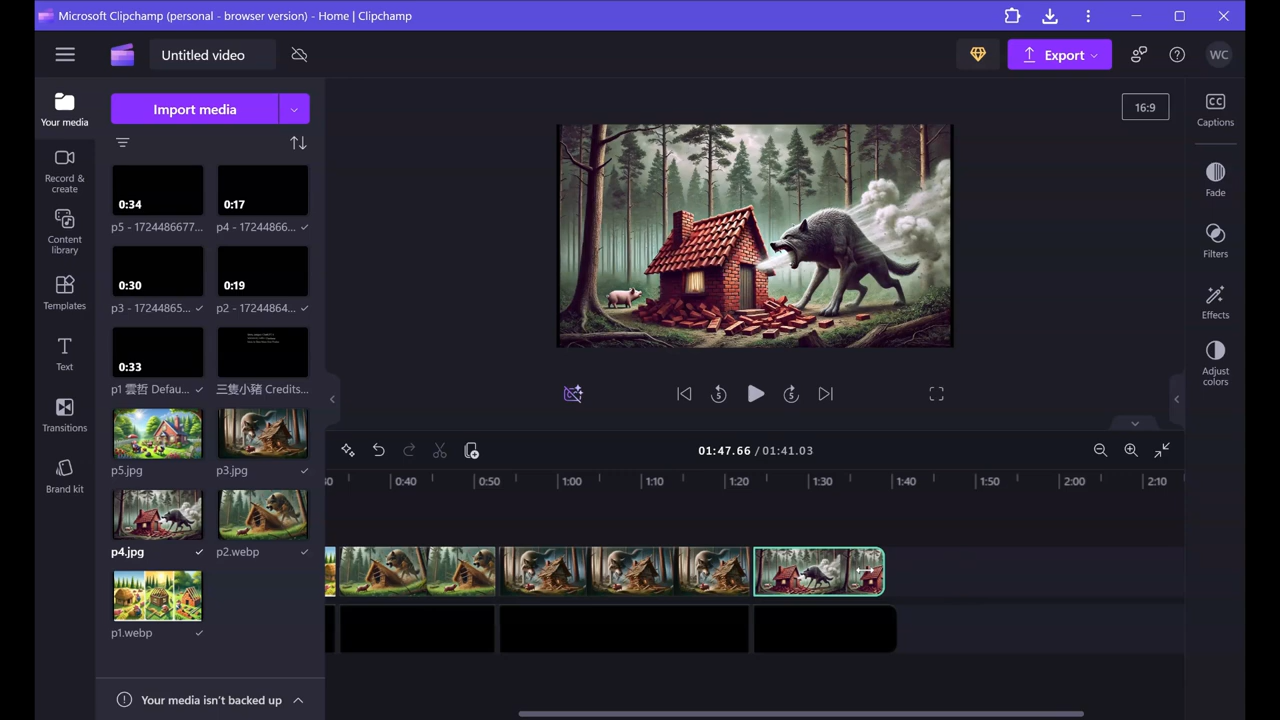 Microsoft Clipchamp (personal - browser version) - Home | Clipchamp
Untitled video
Export
WC
Your media
Import media
16:9
Captions
Record &
create
0:34
0:17
p5 - 1724486677...
p4 - 17244866...
Fade
Content
library
0:30
0:19
p3 - 17244865...
p2 - 17244864...
Filters
Templates
Effects
Text
0:33
p1 雲哲 Defau...
三隻小豬 Credits...
Adjust
colors
5
5
Transitions
p5.jpg
p3.jpg
01:47.66 / 01:41.03
Brand kit
0:40
0:50
1:00
1:10
1:20
1:30
1:40
1:50
2:00
2:10
p4.jpg
p2.webp
p1.webp
Your media isn't backed up